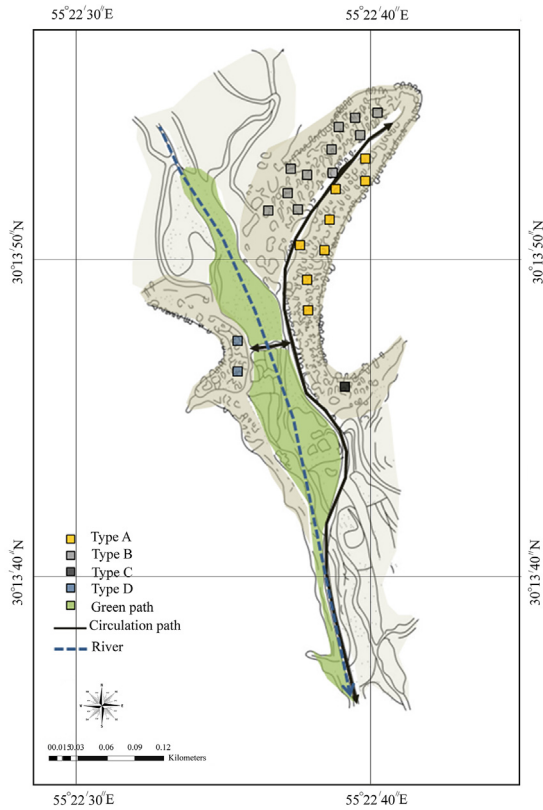 55°22′30″E 55°22′40″E
30°13′50″N 30°13′50″N
Type A
Type B
Type C
30°13′40″N 30°13′40″N
Type D
Green path
Circulation path
River
00.0150.03 0.06 0.09 0.12
Kilometers
55°22′30″E 55°22′40″E